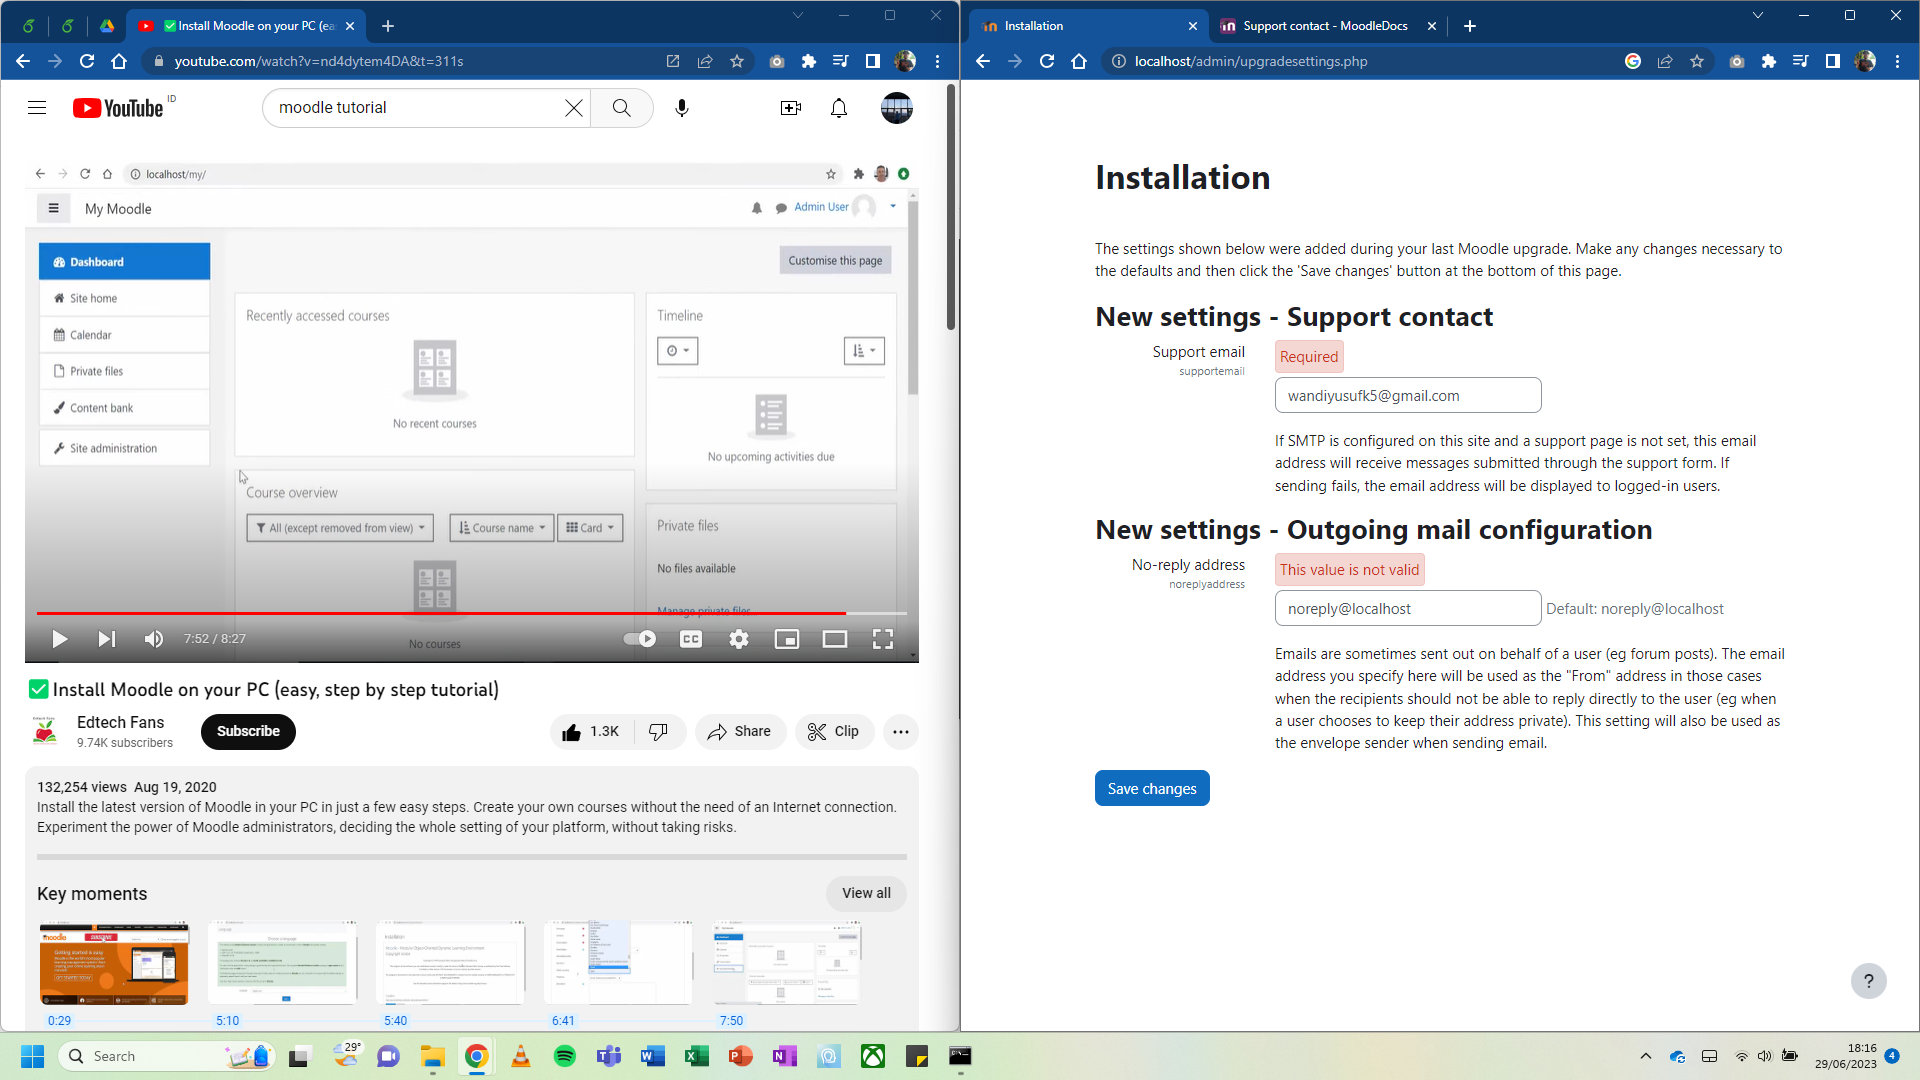 ✅Install Moodle on your PC (ea
youtube.com/watch?v=nd4dytem4DA&t=311s
YouTube ID
moodle tutorial
localhost/my/
My Moodle
Admin User
Dashboard
Site home
Calendar
Private files
Content bank
Site administration
Customise this page
Recently accessed courses
No recent courses
Timeline
No upcoming activities due
Course overview
All (except removed from view)
Course name
Card
No courses
Private files
No files available
Manage private files
7:52 / 8:27
CC
✅Install Moodle on your PC (easy, step by step tutorial)
Edtech Fans
9.74K subscribers
Subscribe
1.3K
Share
Clip
132,254 views Aug 19, 2020
Install the latest version of Moodle in your PC in just a few easy steps. Create your own courses without the need of an Internet connection.
Experiment the power of Moodle administrators, deciding the whole setting of your platform, without taking risks.
Key moments
View all
0:29
5:10
5:40
6:41
7:50
Installation
Support contact - MoodleDocs
localhost/admin/upgradesettings.php
Installation
The settings shown below were added during your last Moodle upgrade. Make any changes necessary to
the defaults and then click the 'Save changes' button at the bottom of this page.
New settings - Support contact
Support email
supportemail
Required
wandiyusufk5@gmail.com
If SMTP is configured on this site and a support page is not set, this email
address will receive messages submitted through the support form. If
sending fails, the email address will be displayed to logged-in users.
New settings - Outgoing mail configuration
No-reply address
noreplyaddress
This value is not valid
noreply@localhost
Default: noreply@localhost
Emails are sometimes sent out on behalf of a user (eg forum posts). The email
address you specify here will be used as the "From" address in those cases
when the recipients should not be able to reply directly to the user (eg when
a user chooses to keep their address private). This setting will also be used as
the envelope sender when sending email.
Save changes
?
Search
29°
18:16
29/06/2023
4